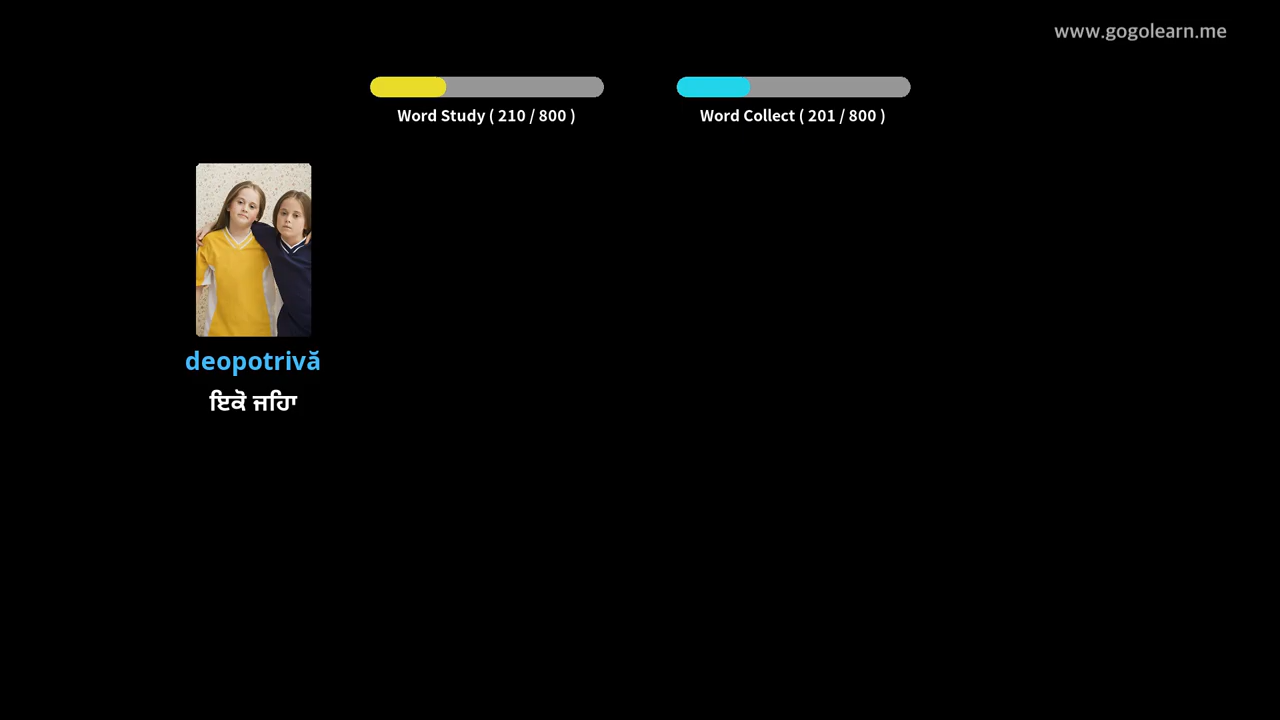 www.gogolearn.me
Word Study ( 210 / 800 )
Word Collect ( 201 / 800 )
deopotrivă
ਇਕੋ ਜਹਿਾ